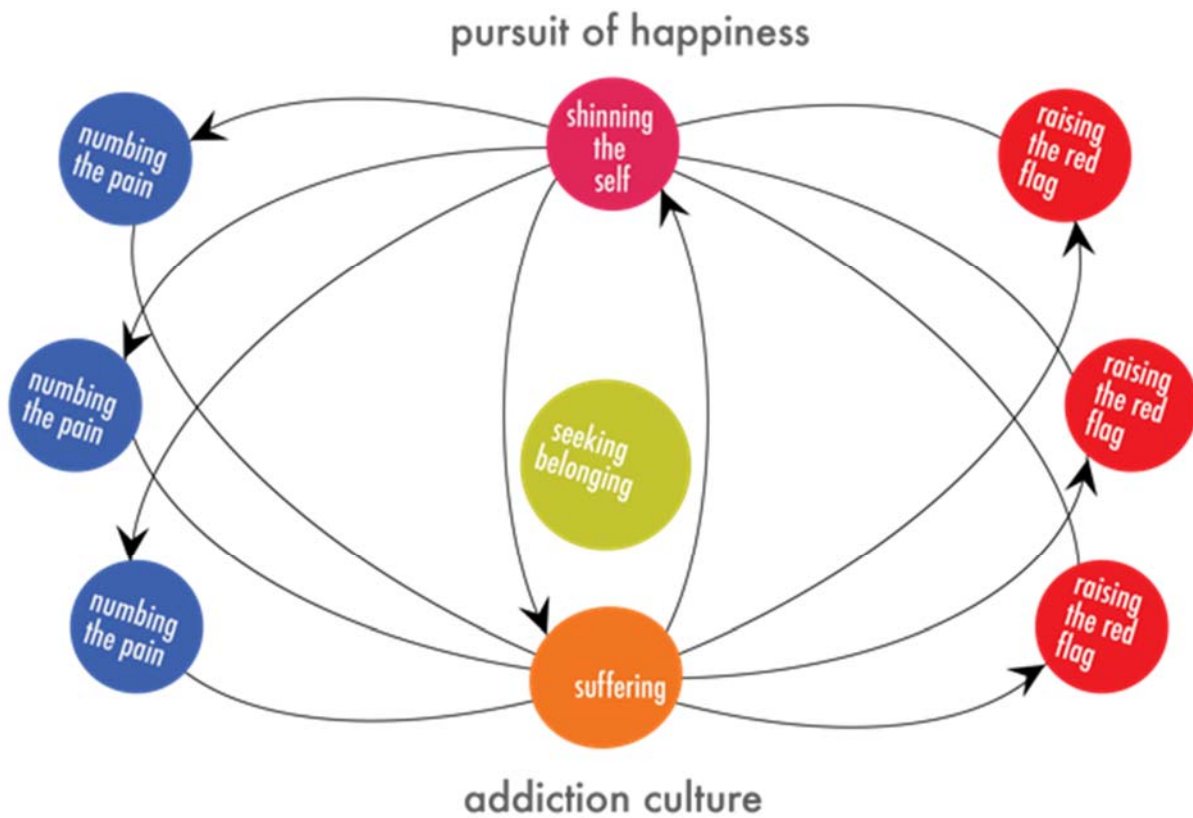 pursuit of happiness
numbing
the pain
shinning
the
self
raising
the red
flag
numbing
the pain
seeking
belonging
raising
the red
flag
numbing
the pain
suffering
raising
the red
flag
addiction culture